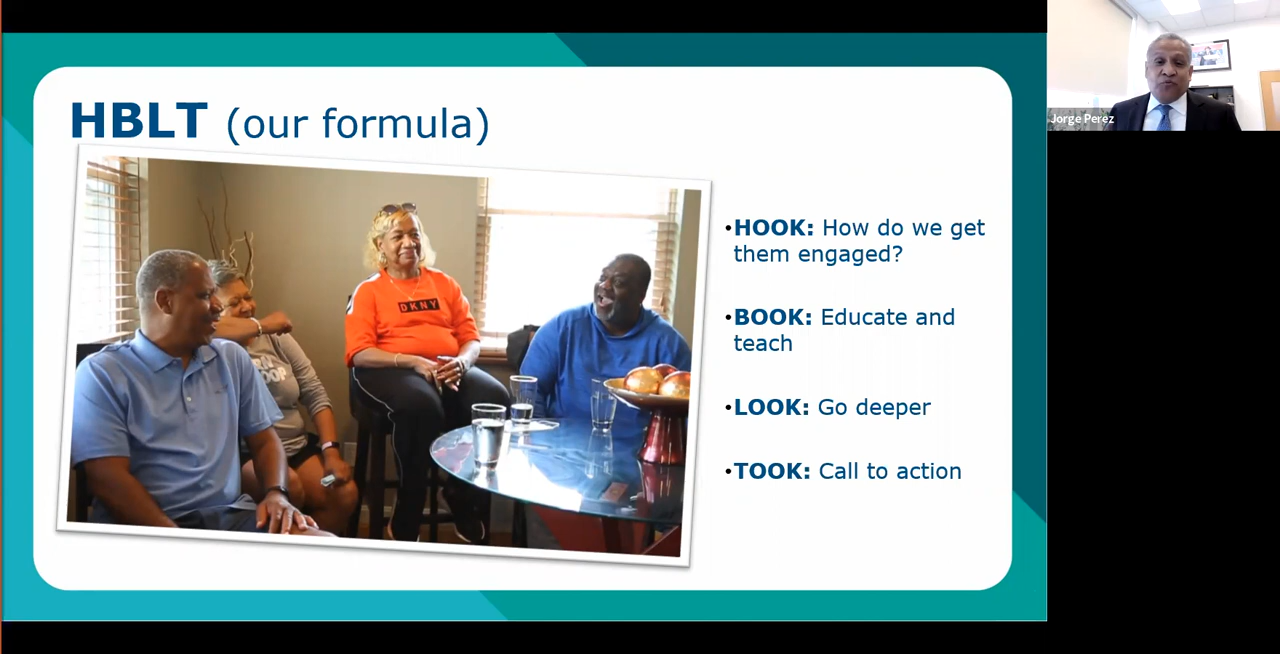 HBLT (our formula)
Jorge Perez
DKNY
•HOOK: How do we get
them engaged?
•BOOK: Educate and
teach
•LOOK: Go deeper
•TOOK: Call to action